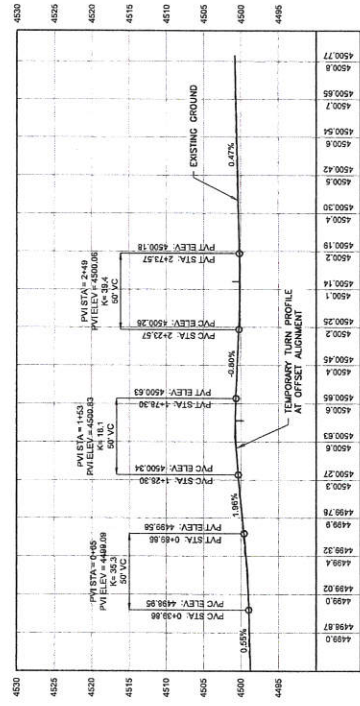 4530
4525
4520
4515
4510
4505
4500
4495
PVI STA = 0+65
PVI ELEV = 4499.09
K= 35.3
50' VC
PVC STA: 0+39.86
PVC ELEV: 4498.95
PVT STA: 0+89.86
PVT ELEV: 4499.58
PVI STA = 1+53
PVI ELEV = 4500.83
K= 18.1
50' VC
PVC STA: 1+28.30
PVC ELEV: 4500.34
PVT STA: 1+78.30
PVT ELEV: 4500.63
PVI STA = 2+49
PVI ELEV = 4500.06
K= 39.4
50' VC
PVC STA: 2+23.57
PVC ELEV: 4500.26
PVT STA: 2+73.57
PVT ELEV: 4500.18
0.55%
1.96%
-0.80%
0.47%
EXISTING GROUND
TEMPORARY TURN PROFILE
AT OFFSET ALIGNMENT
4530
4525
4520
4515
4510
4505
4500
4495
4499.0
4498.87
4499.0
4499.02
4499.4
4499.32
4499.9
4499.76
4500.3
4500.27
4500.6
4500.63
4500.6
4500.65
4500.4
4500.45
4500.2
4500.25
4500.1
4500.14
4500.2
4500.19
4500.4
4500.30
4500.5
4500.42
4500.6
4500.54
4500.7
4500.65
4500.8
4500.77